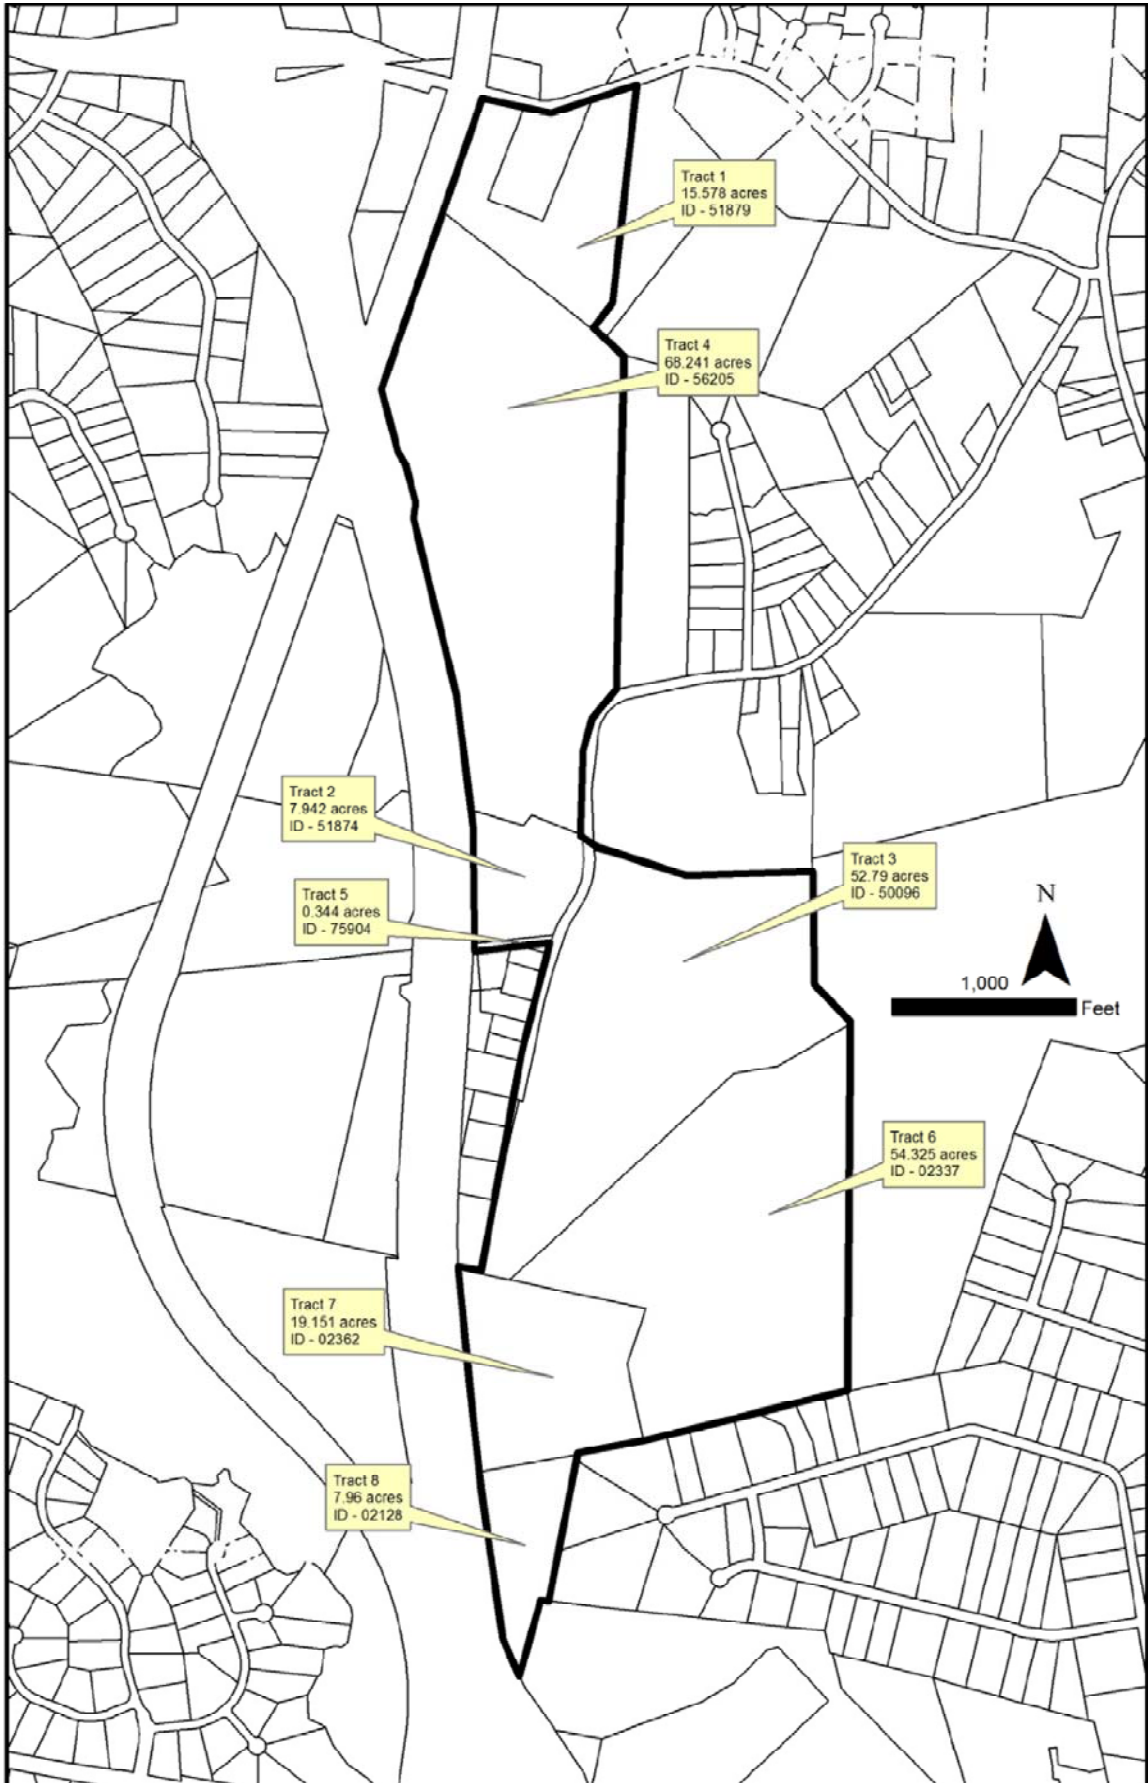 Tract 1
15.578 acres
ID - 51879
Tract 4
68.241 acres
ID - 56205
Tract 2
7.942 acres
ID - 51874
Tract 3
52.79 acres
ID - 50096
Tract 5
0.344 acres
ID - 75904
N
1,000
Feet
Tract 6
54.325 acres
ID - 02337
Tract 7
19.151 acres
ID - 02362
Tract 8
7.96 acres
ID - 02128